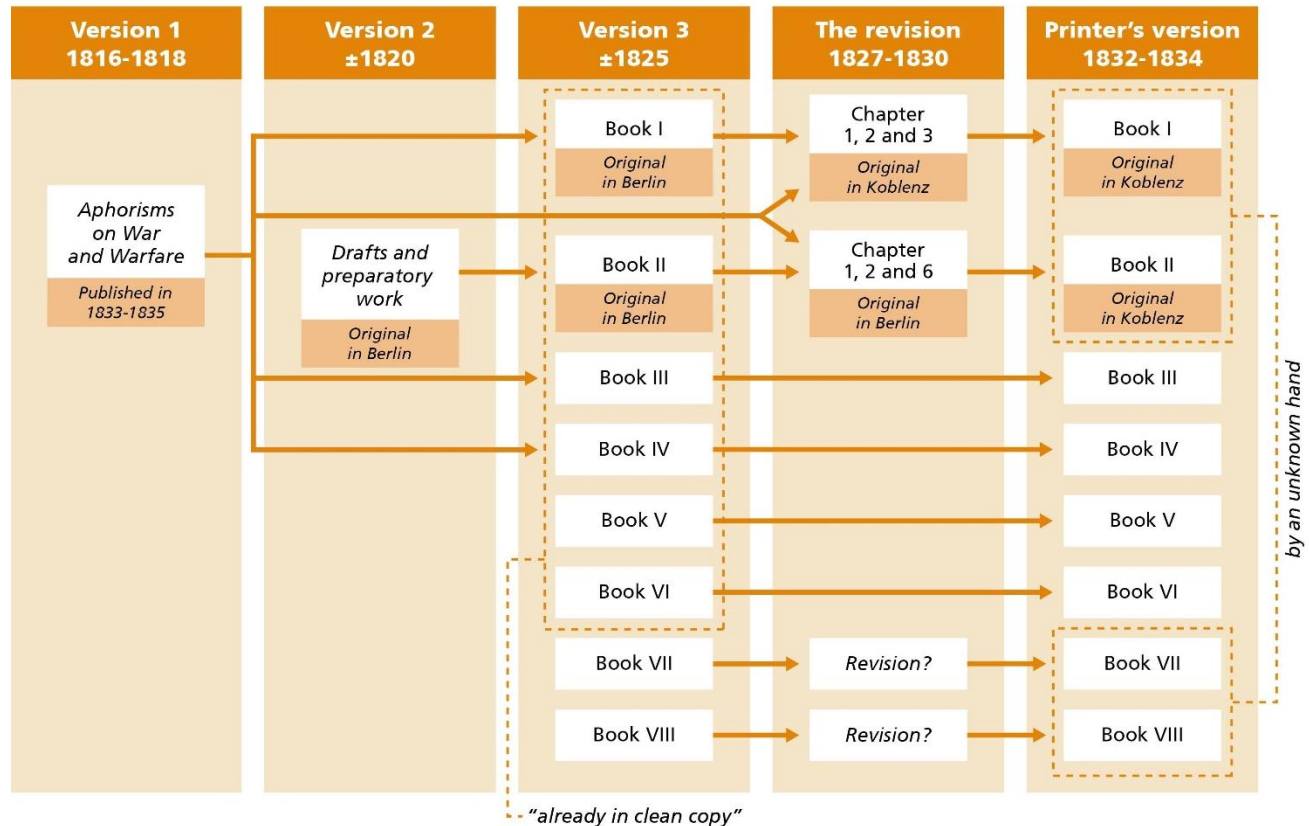 Version 1
1816-1818
Version 2
±1820
Version 3
±1825
The revision
1827-1830
Printer's version
1832-1834
Aphorisms
on War
and Warfare
Published in
1833-1835
Drafts and
preparatory
work
Original
in Berlin
Book I
Original
in Berlin
Book II
Original
in Berlin
Book III
Book IV
Book V
Book VI
Book VII
Book VIII
"already in clean copy"
Chapter
1, 2 and 3
Original
in Koblenz
Chapter
1, 2 and 6
Original
in Berlin
Revision?
Revision?
Book I
Original
in Koblenz
Book II
Original
in Koblenz
Book III
Book IV
Book V
Book VI
Book VII
Book VIII
by an unknown hand